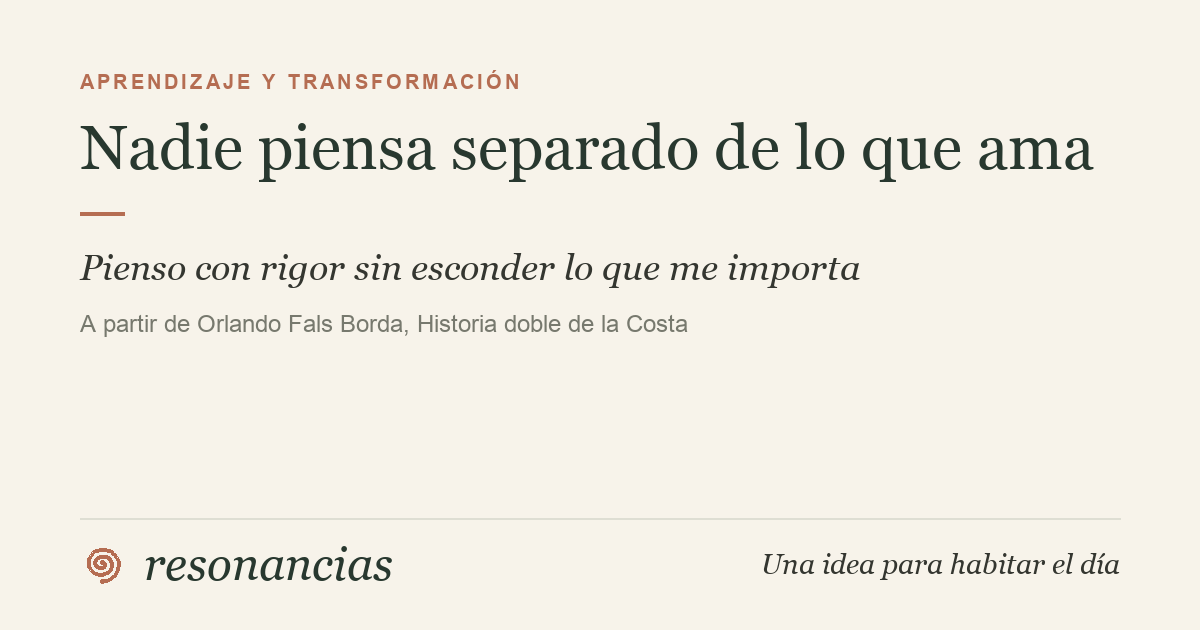 APRENDIZAJE Y TRANSFORMACIÓN
Nadie piensa separado de lo que ama
Pienso con rigor sin esconder lo que me importa
A partir de Orlando Fals Borda, Historia doble de la Costa
resonancias
Una idea para habitar el día